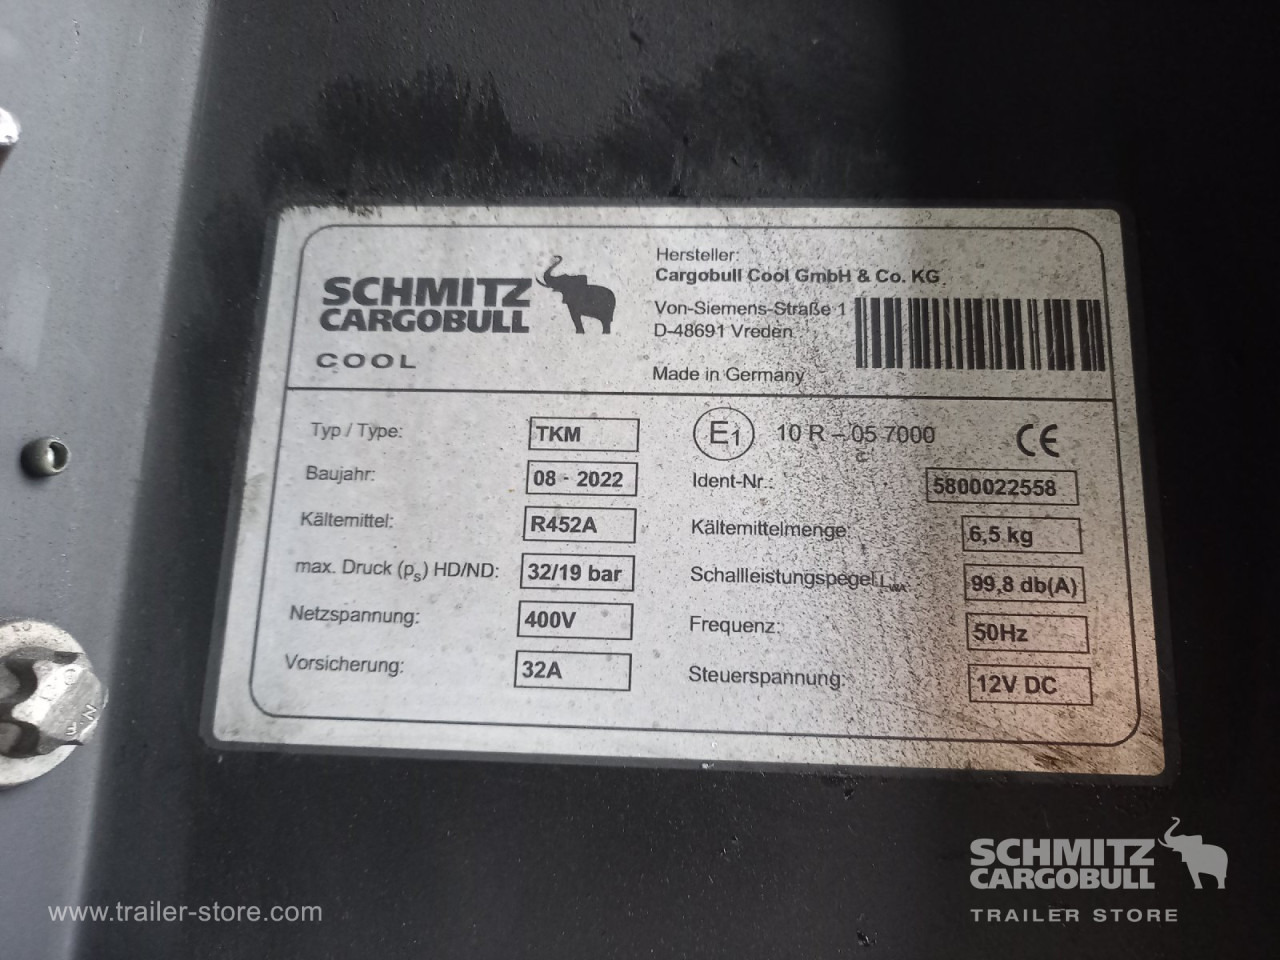 SCHMITZ
CARGOBULL
COOL
Hersteller:
Cargobull Cool GmbH & Co. KG
Von-Siemens-Straße 1
D-48691 Vreden
Made in Germany
Typ / Type: TKM
E1 10 R - 05 7000 CE
Baujahr: 08 - 2022
Ident-Nr.: 5800022558
Kältemittel: R452A
Kältemittelmenge: 6,5 kg
max. Druck (ps) HD/ND: 32/19 bar
Schallleistungspegel LWA 99,8 db(A)
Netzspannung: 400V
Frequenz: 50Hz
Vorsicherung: 32A
Steuerspannung: 12V DC
www.trailer-store.com
SCHMITZ
CARGOBULL
TRAILER STORE